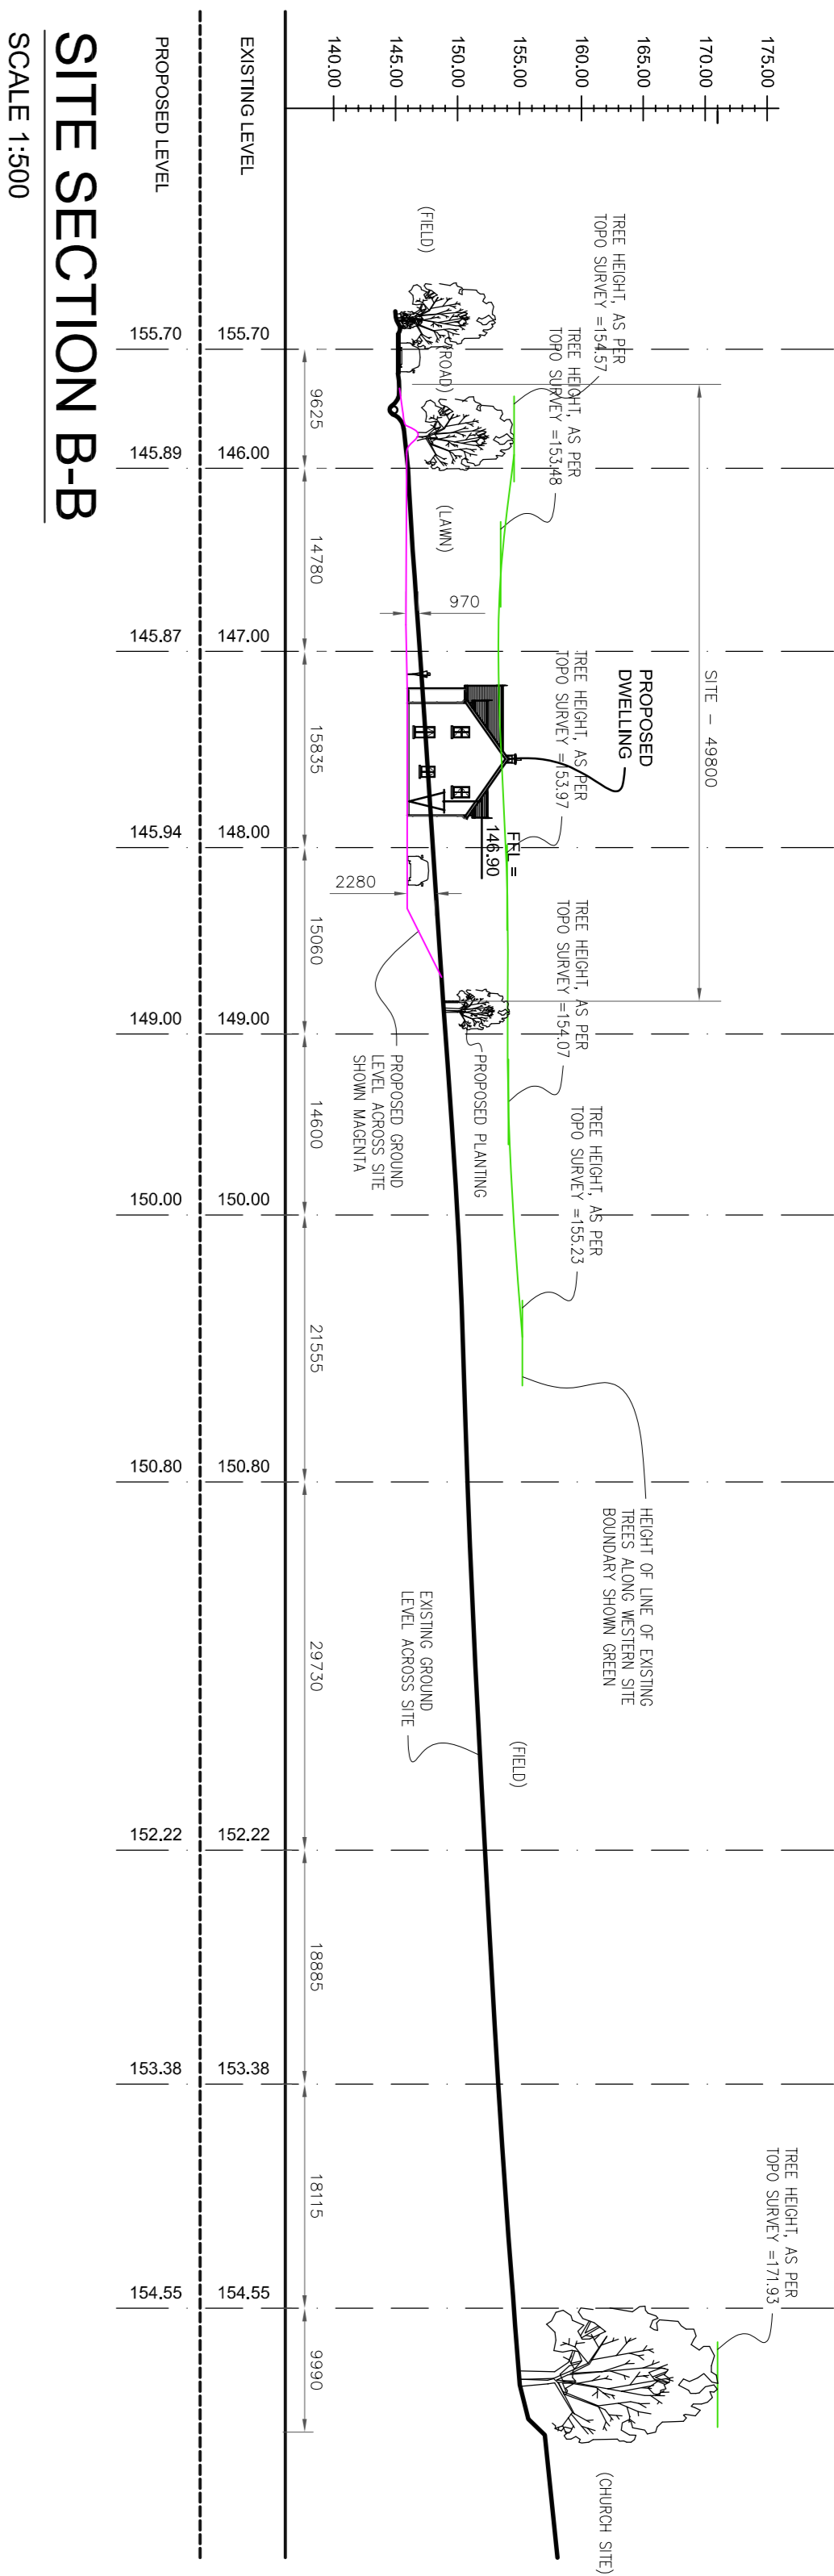 175.00
170.00
165.00
160.00
155.00
150.00
145.00
140.00
EXISTING LEVEL
PROPOSED LEVEL
TREE HEIGHT, AS PER
TOPO SURVEY =154.57
TREE HEIGHT, AS PER
TOPO SURVEY =153.48
TREE HEIGHT, AS PER
TOPO SURVEY =153.97
TREE HEIGHT, AS PER
TOPO SURVEY =154.07
TREE HEIGHT, AS PER
TOPO SURVEY =155.23
TREE HEIGHT, AS PER
TOPO SURVEY =171.93
SITE - 49800
PROPOSED
DWELLING
FFL =
146.90
HEIGHT OF LINE OF EXISTING
TREES ALONG WESTERN SITE
BOUNDARY SHOWN GREEN
(FIELD)
(ROAD)
(LAWN)
970
2280
PROPOSED PLANTING
PROPOSED GROUND
LEVEL ACROSS SITE
SHOWN MAGENTA
EXISTING GROUND
LEVEL ACROSS SITE
(FIELD)
(CHURCH SITE)
9625
14780
15835
15060
14600
21555
29730
18885
18115
9990
155.70
146.00
147.00
148.00
149.00
150.00
150.80
152.22
153.38
154.55
155.70
145.89
145.87
145.94
149.00
150.00
150.80
152.22
153.38
154.55
SITE SECTION B-B
SCALE 1:500